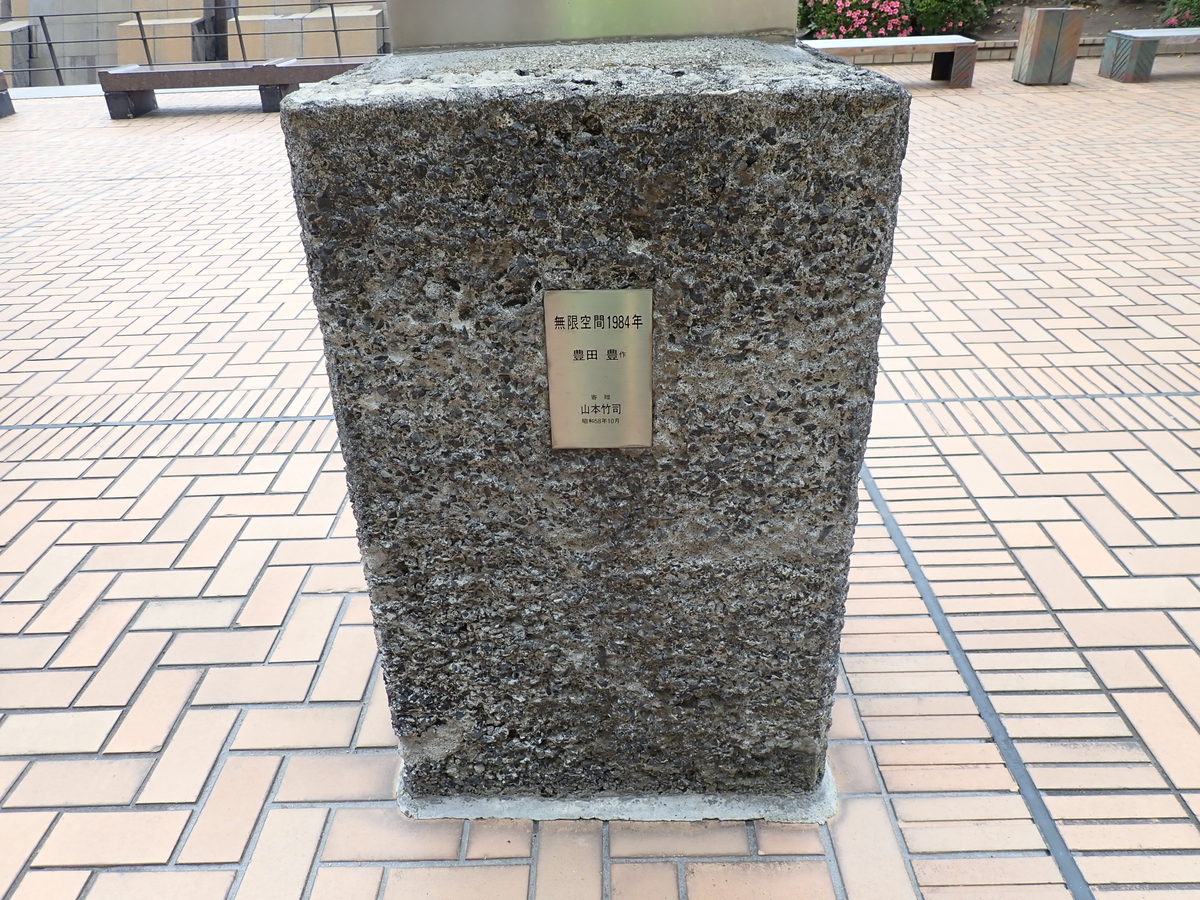 無限空間1984年
豊田 豊作
寄贈
山本竹司
昭和58年10月